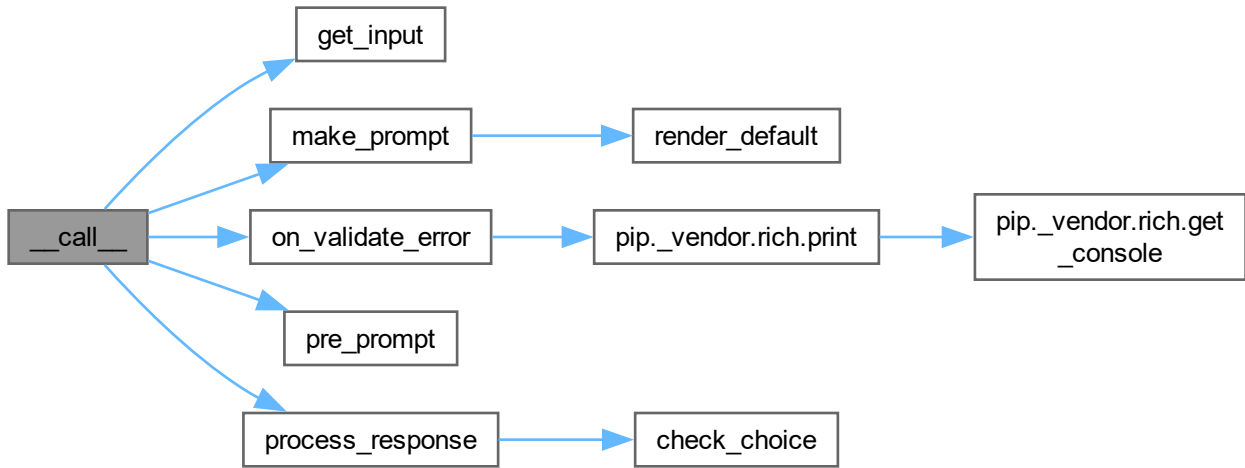 get_input
make_prompt
render_default
__call__
on_validate_error
pip._vendor.rich.print
pip._vendor.rich.get
_console
pre_prompt
process_response
check_choice